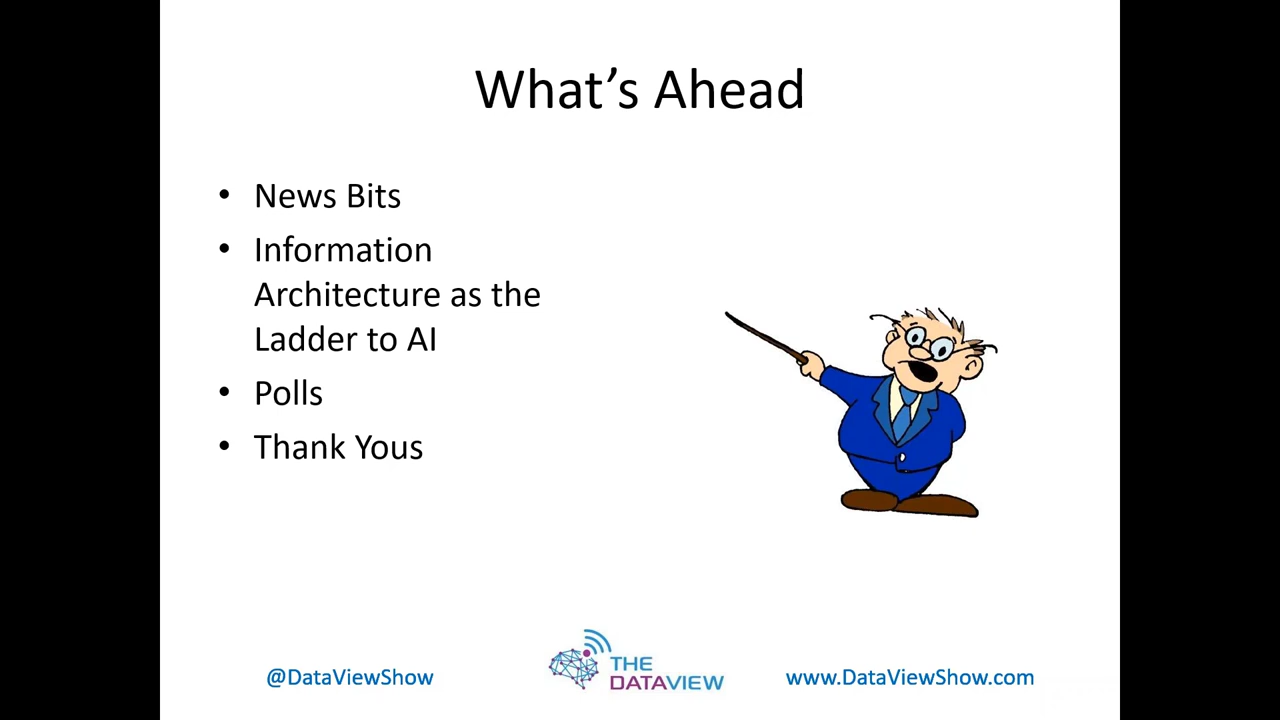 What’s Ahead
• News Bits
• Information
Architecture as the
Ladder to AI
• Polls
• Thank Yous
@DataViewShow
THE
DATAVIEW
www.DataViewShow.com